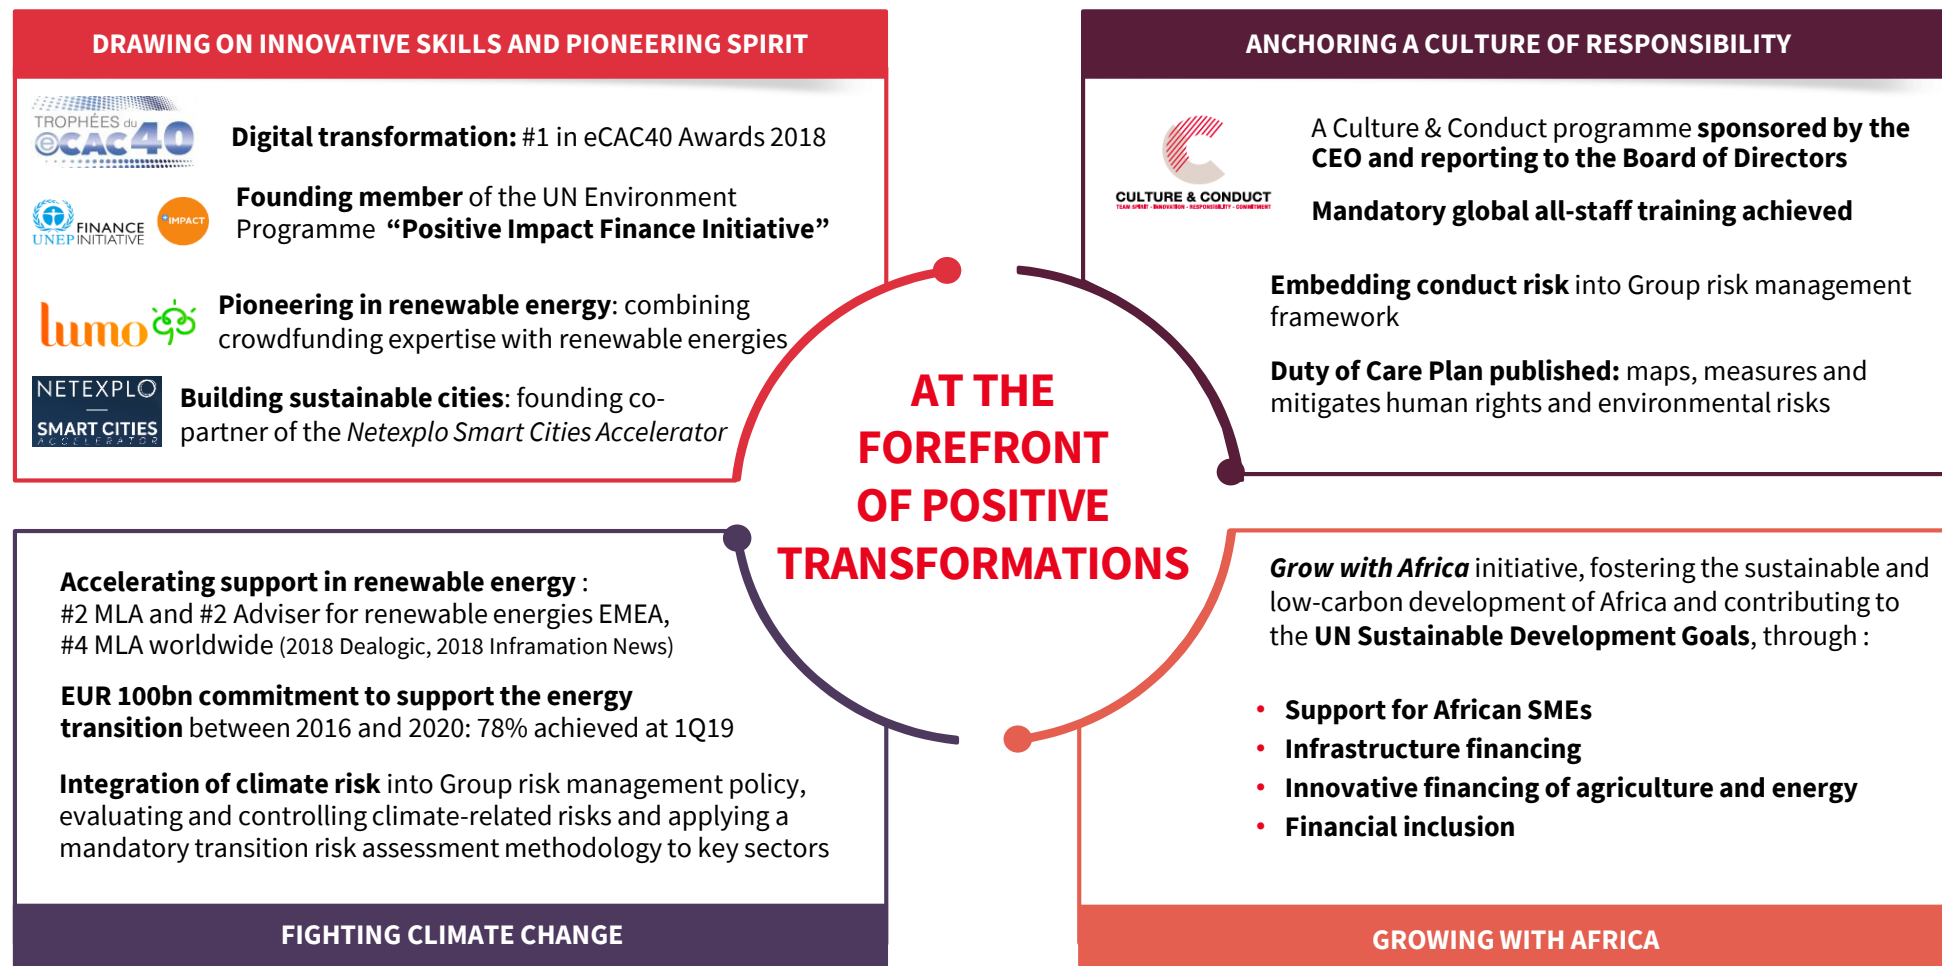 DRAWING ON INNOVATIVE SKILLS AND PIONEERING SPIRIT
TROPHÉES du
eCAC40
Digital transformation: #1 in eCAC40 Awards 2018
UNEP
FINANCE
INITIATIVE
+IMPACT
Founding member of the UN Environment
Programme “Positive Impact Finance Initiative”
lumo
Pioneering in renewable energy: combining
crowdfunding expertise with renewable energies
NETEXPLO
SMART CITIES
ACCELERATOR
Building sustainable cities: founding co-
partner of the Netexplo Smart Cities Accelerator
ANCHORING A CULTURE OF RESPONSIBILITY
CULTURE & CONDUCT
TEAM SPIRIT - INNOVATION - RESPONSIBILITY - COMMITMENT
A Culture & Conduct programme sponsored by the
CEO and reporting to the Board of Directors
Mandatory global all-staff training achieved
Embedding conduct risk into Group risk management
framework
Duty of Care Plan published: maps, measures and
mitigates human rights and environmental risks
AT THE
FOREFRONT
OF POSITIVE
TRANSFORMATIONS
Accelerating support in renewable energy :
#2 MLA and #2 Adviser for renewable energies EMEA,
#4 MLA worldwide (2018 Dealogic, 2018 Inframation News)
EUR 100bn commitment to support the energy
transition between 2016 and 2020: 78% achieved at 1Q19
Integration of climate risk into Group risk management policy,
evaluating and controlling climate-related risks and applying a
mandatory transition risk assessment methodology to key sectors
FIGHTING CLIMATE CHANGE
Grow with Africa initiative, fostering the sustainable and
low-carbon development of Africa and contributing to
the UN Sustainable Development Goals, through :
• Support for African SMEs
• Infrastructure financing
• Innovative financing of agriculture and energy
• Financial inclusion
GROWING WITH AFRICA